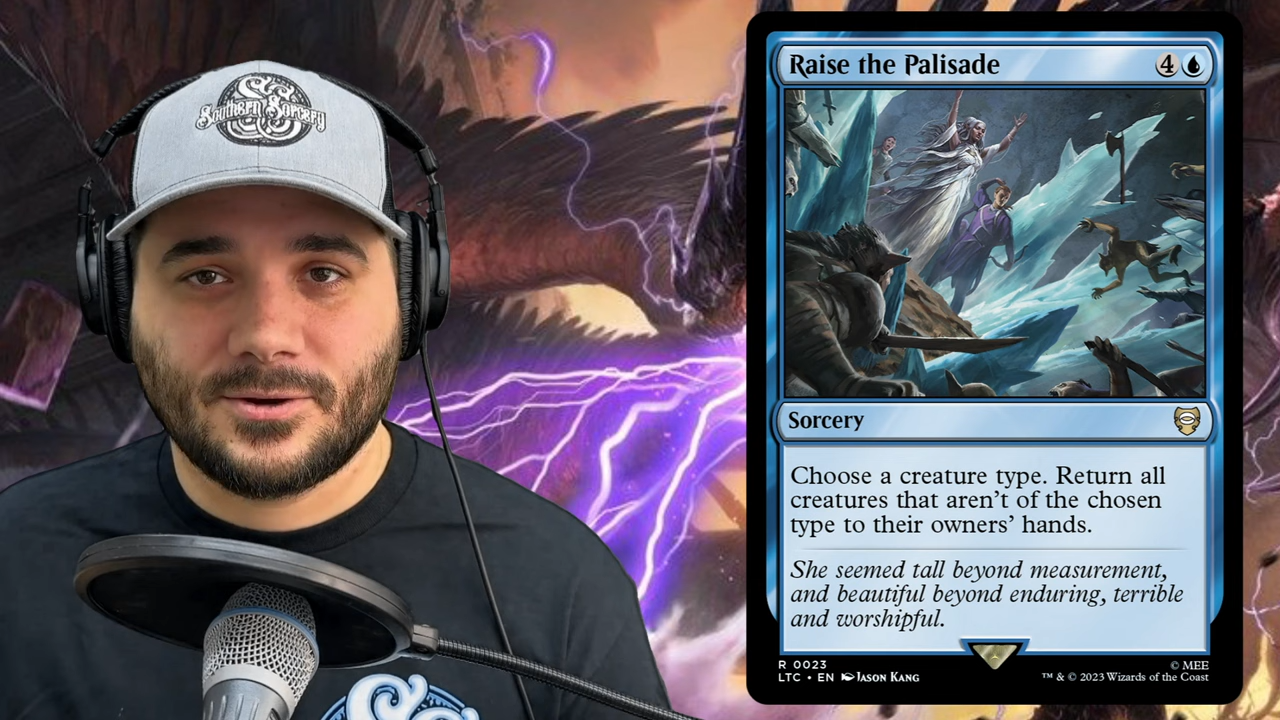 Southern Sorcery
Raise the Palisade
4
Sorcery
Choose a creature type. Return all
creatures that aren't of the chosen
type to their owners' hands.
She seemed tall beyond measurement,
and beautiful beyond enduring, terrible
and worshipful.
R 0023
LTC • EN Jason Kang
© MEE
™ & © 2023 Wizards of the Coast